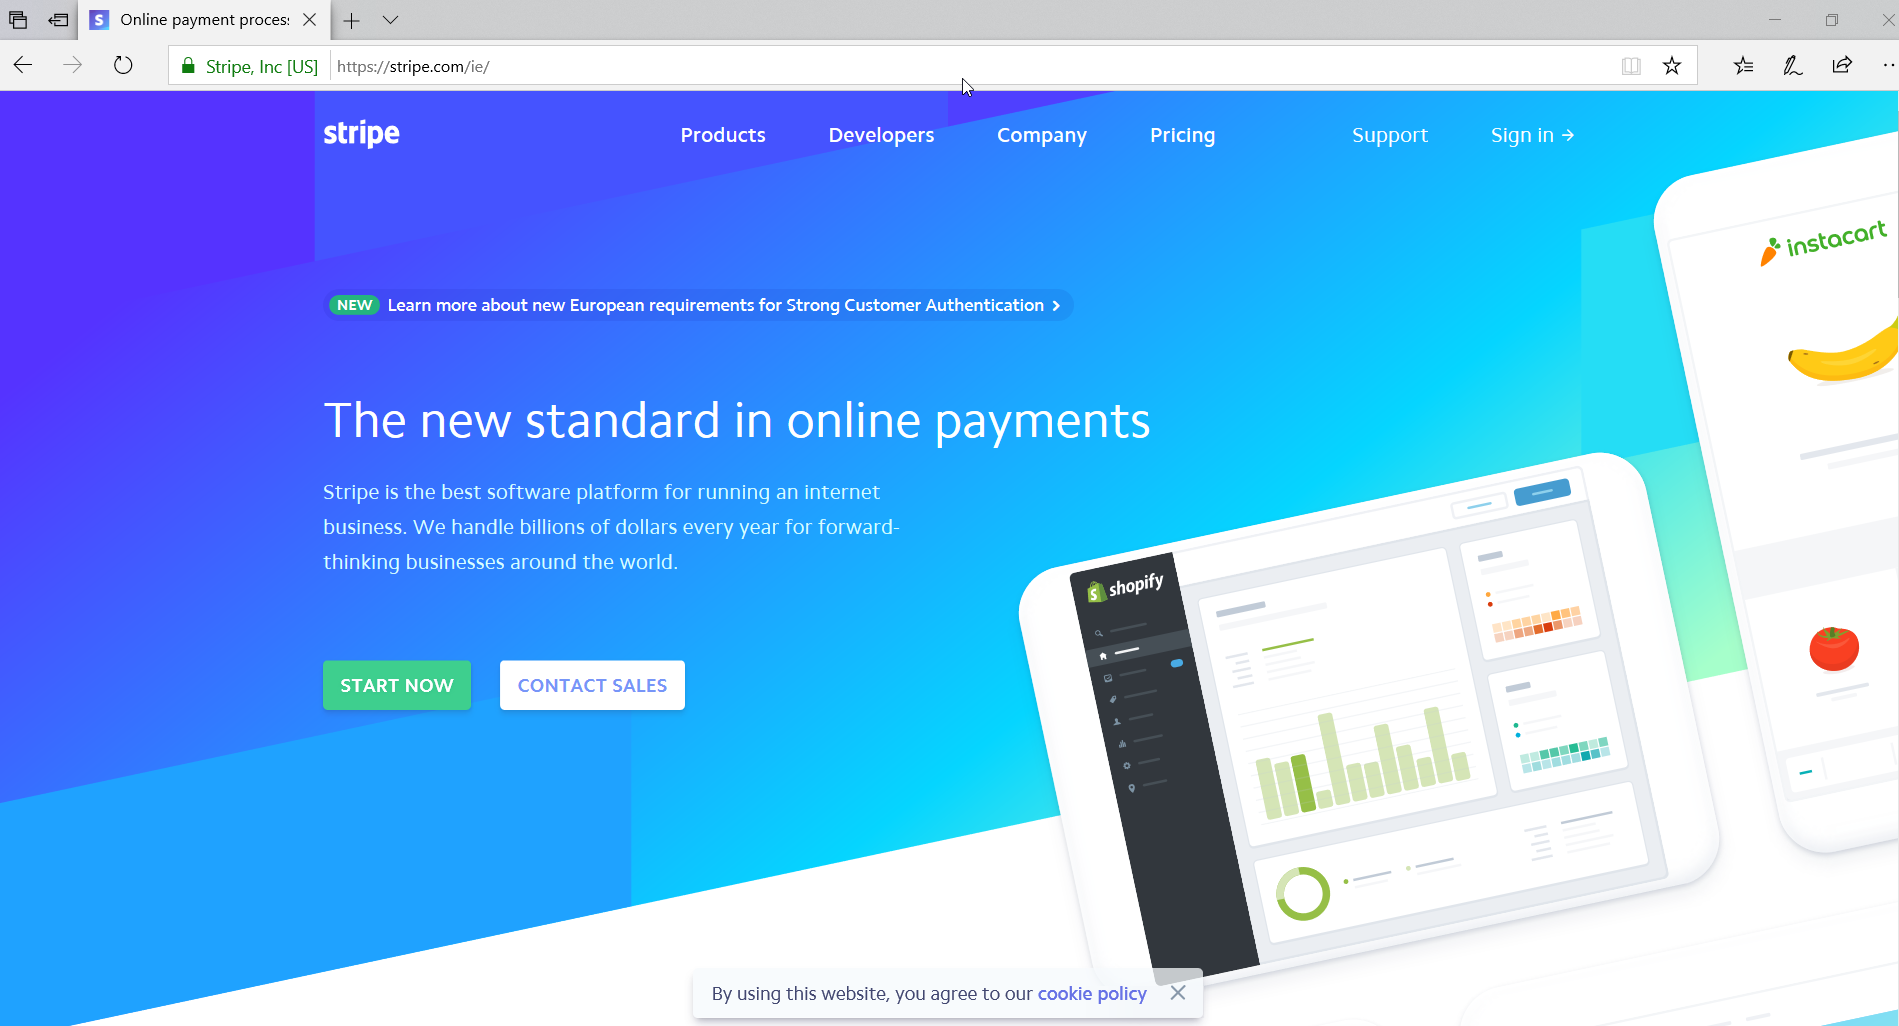 Online payment proces
Stripe, Inc [US]
https://stripe.com/ie/
stripe
Products
Developers
Company
Pricing
Support
Sign in →
NEW
Learn more about new European requirements for Strong Customer Authentication
The new standard in online payments
Stripe is the best software platform for running an internet
business. We handle billions of dollars every year for forward-
thinking businesses around the world.
START NOW
CONTACT SALES
instacart
shopify
By using this website, you agree to our cookie policy